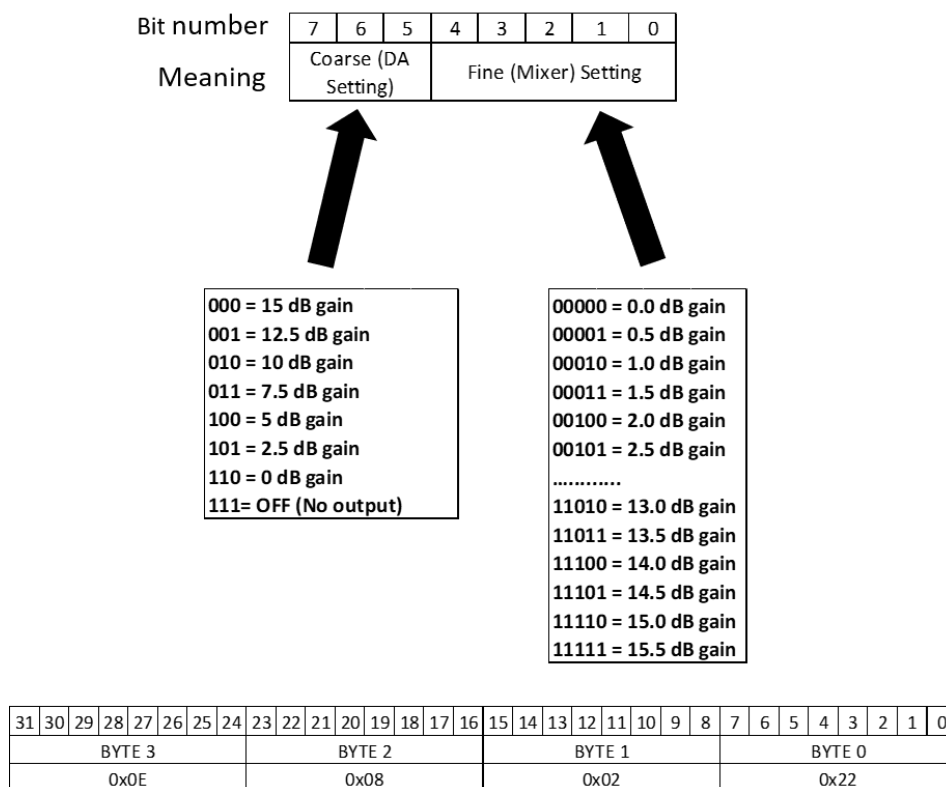 Bit number 7 6 5 4 3 2 1 0
Meaning Coarse (DA Setting) Fine (Mixer) Setting
000 = 15 dB gain
001 = 12.5 dB gain
010 = 10 dB gain
011 = 7.5 dB gain
100 = 5 dB gain
101 = 2.5 dB gain
110 = 0 dB gain
111= OFF (No output)
00000 = 0.0 dB gain
00001 = 0.5 dB gain
00010 = 1.0 dB gain
00011 = 1.5 dB gain
00100 = 2.0 dB gain
00101 = 2.5 dB gain
............
11010 = 13.0 dB gain
11011 = 13.5 dB gain
11100 = 14.0 dB gain
11101 = 14.5 dB gain
11110 = 15.0 dB gain
11111 = 15.5 dB gain
31 30 29 28 27 26 25 24 23 22 21 20 19 18 17 16 15 14 13 12 11 10 9 8 7 6 5 4 3 2 1 0
BYTE 3 BYTE 2 BYTE 1 BYTE 0
0x0E 0x08 0x02 0x22